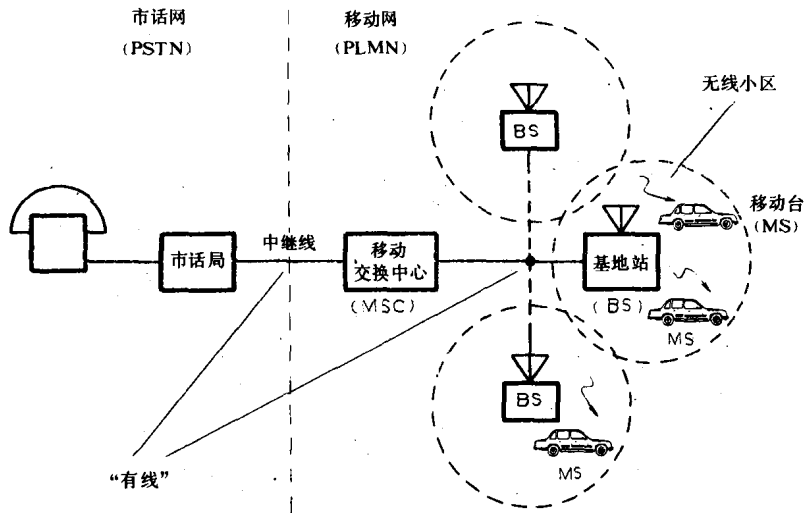 市话网
(PSTN)
移动网
(PLMN)
无线小区
BS
移动台
(MS)
中继线
市话局
移动
交换中心
(MSC)
基地站
(BS)
MS
BS
MS
“有线”